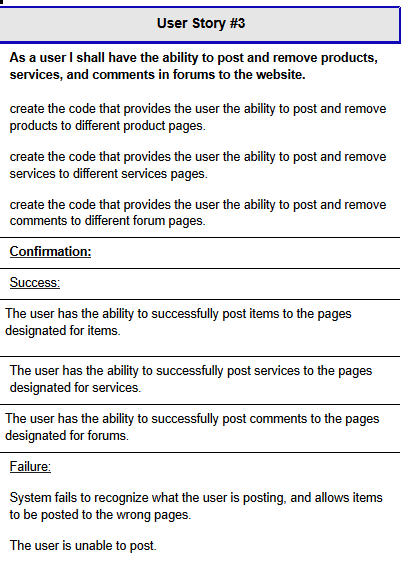 User Story #3
As a user I shall have the ability to post and remove products,
services, and comments in forums to the website.
create the code that provides the user the ability to post and remove
products to different product pages.
create the code that provides the user the ability to post and remove
services to different services pages.
create the code that provides the user the ability to post and remove
comments to different forum pages.
Confirmation:
Success:
The user has the ability to successfully post items to the pages
designated for items.
The user has the ability to successfully post services to the pages
designated for services.
The user has the ability to successfully post comments to the pages
designated for forums.
Failure:
System fails to recognize what the user is posting, and allows items
to be posted to the wrong pages.
The user is unable to post.